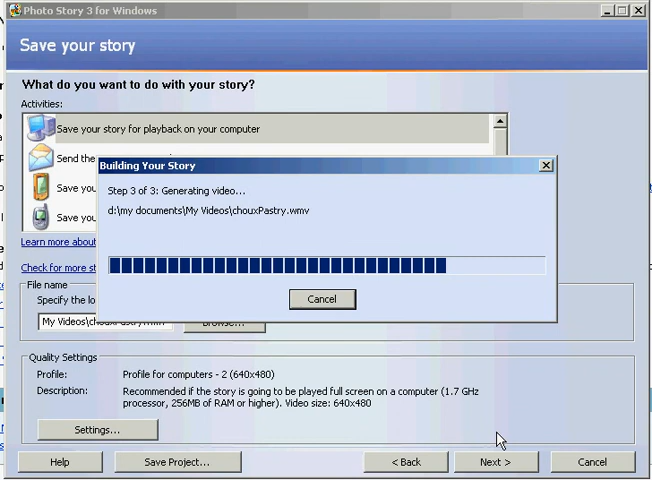 Photo Story 3 for Windows
Save your story
What do you want to do with your story?
Activities:
Save your story for playback on your computer
Send the
Save you
Save you
Building Your Story
Step 3 of 3: Generating video...
d:\my documents\My Videos\chouxPastry.wmv
Cancel
Learn more about
Check for more st
File name
Specify the lo
My Videos\chouxPastry.wmv
Browse...
Quality Settings
Profile: Profile for computers - 2 (640x480)
Description: Recommended if the story is going to be played full screen on a computer (1.7 GHz
processor, 256MB of RAM or higher). Video size: 640x480
Settings...
Help Save Project... < Back Next > Cancel